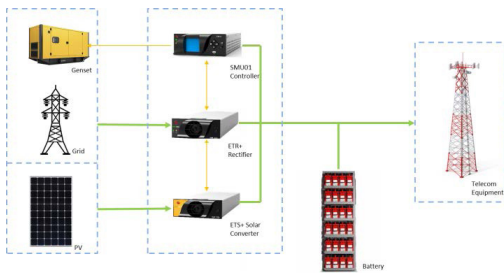 Genset
SMU01
Controller
Grid
ETR+
Rectifier
PV
ETS+ Solar
Converter
Telecom
Equipment
Battery